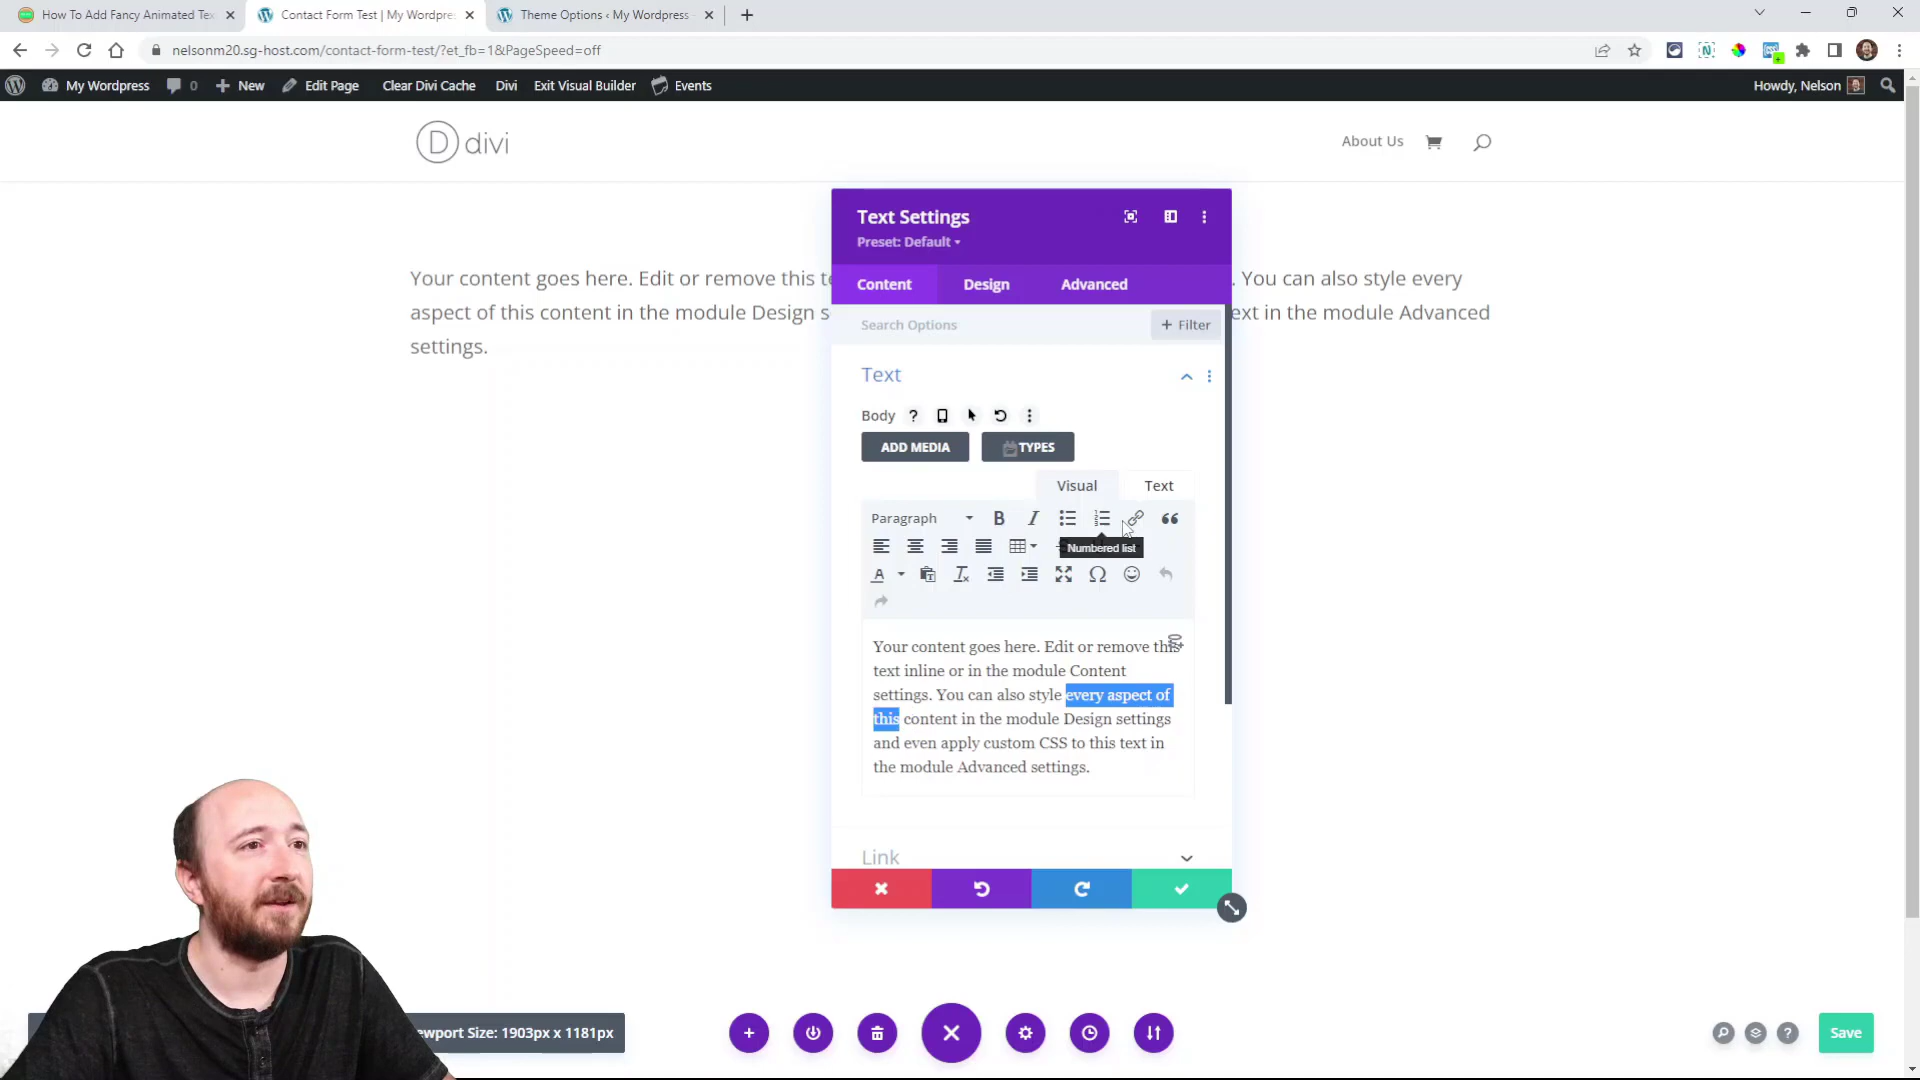 How To Add Fancy Animated Tex
Contact Form Test | My Wordpres
Theme Options ‹ My Wordpress
nelsonm20.sg-host.com/contact-form-test/?et_fb=1&PageSpeed=off
My Wordpress
0
New
Edit Page
Clear Divi Cache
Divi
Exit Visual Builder
Events
Howdy, Nelson
D divi
About Us
Your content goes here. Edit or remove this te
. You can also style every
aspect of this content in the module Design s
ext in the module Advanced
settings.
Text Settings
Preset: Default
Content
Design
Advanced
Search Options
+ Filter
Text
Body
ADD MEDIA
TYPES
Visual
Text
Paragraph
B
I
Numbered list
A
Your content goes here. Edit or remove this
text inline or in the module Content
settings. You can also style every aspect of
this content in the module Design settings
and even apply custom CSS to this text in
the module Advanced settings.
Link
ewport Size: 1903px x 1181px
Save